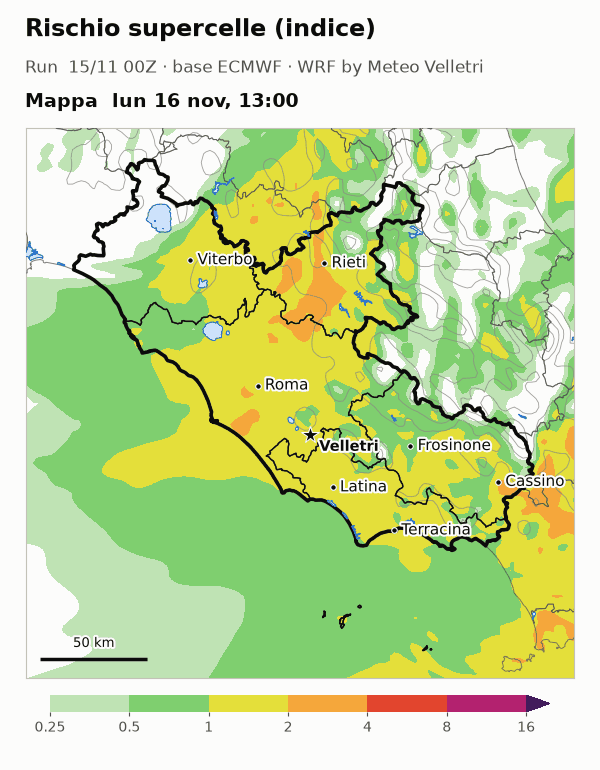 Rischio supercelle (indice)
Run 15/11 00Z · base ECMWF · WRF by Meteo Velletri
Mappa lun 16 nov, 13:00
Viterbo
Rieti
Roma
Velletri
Frosinone
Cassino
Latina
Terracina
50 km
0.25 0.5 1 2 4 8 16